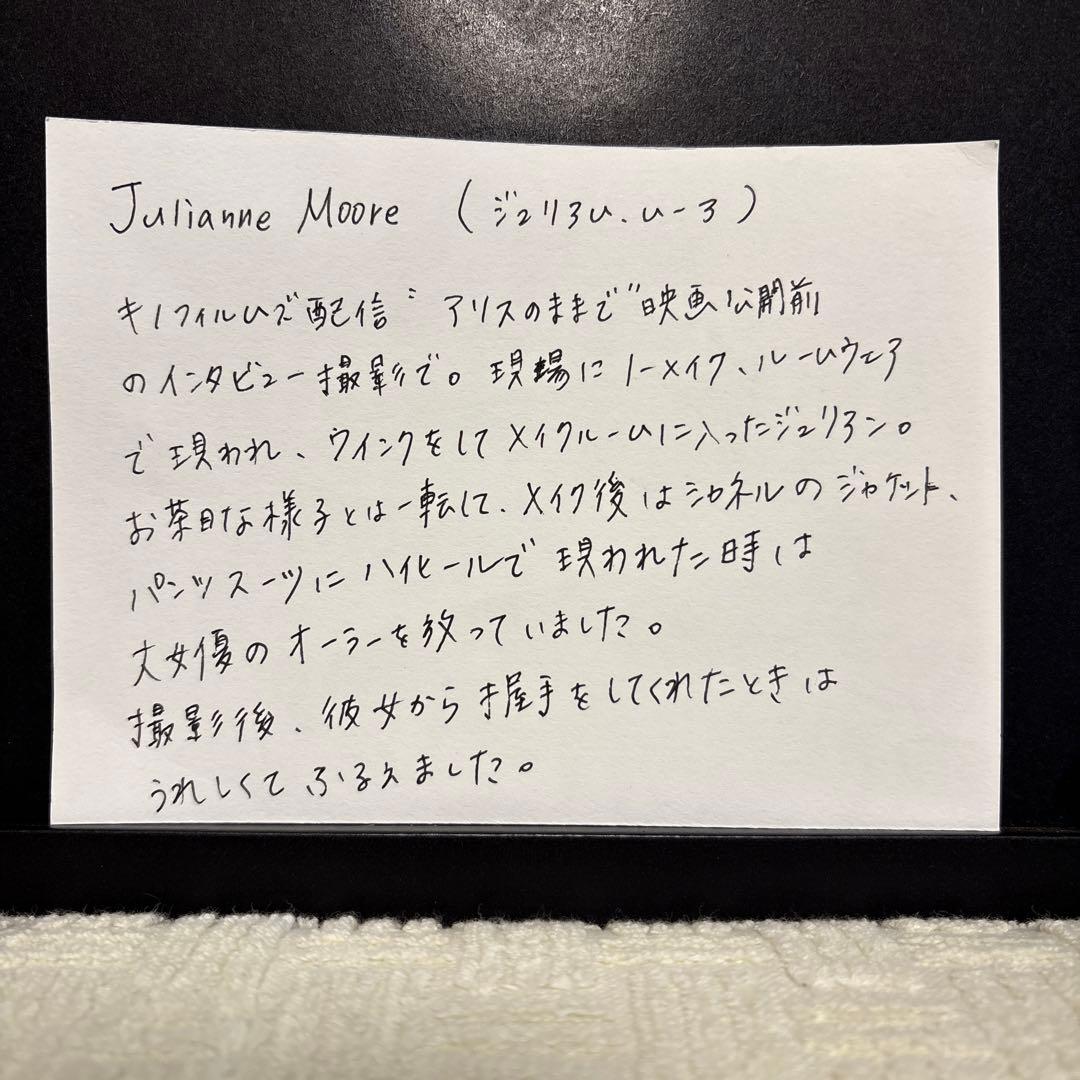 Julianne Moore (ジュリアン.ムーア)
キノフィルムズ配信"アリスのままで"映画公開前
のインタビュー撮影で。現場にノーメイク、ルームウェア
で現われ、ウインクをしてメイクルームに入ったジュリアン。
お茶目な様子とは一転して、メイク後はシャネルのジャケット、
パンツスーツにハイヒールで現われた時は
大女優のオーラーを放っていました。
撮影後、彼女から握手をしてくれたときは
うれしくてふるえました。